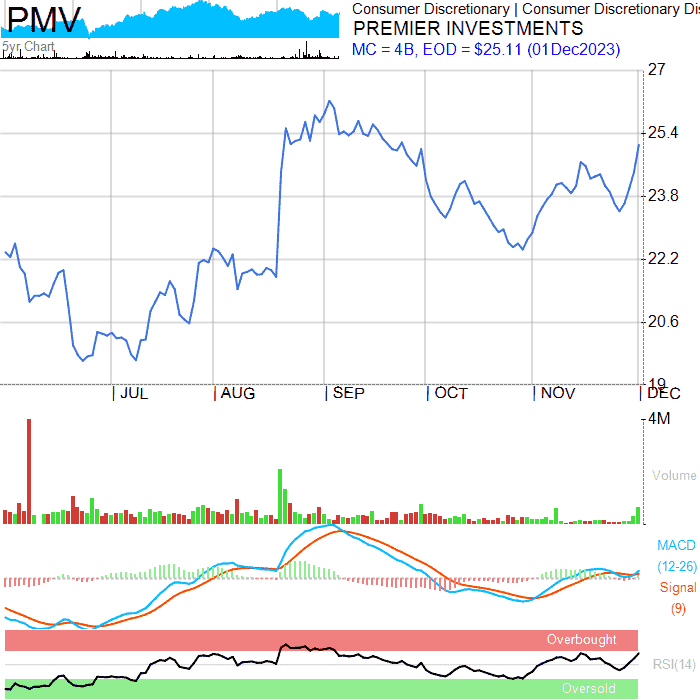 PMV
5yr. Chart
Consumer Discretionary | Consumer Discretionary Dis
PREMIER INVESTMENTS
MC = 4B, EOD = $25.11 (01Dec2023)
27
25.4
23.8
22.2
20.6
19
JUL
AUG
SEP
OCT
NOV
DEC
4M
Volume
MACD
(12-26)
Signal
(9)
Overbought
RSI(14)
Oversold